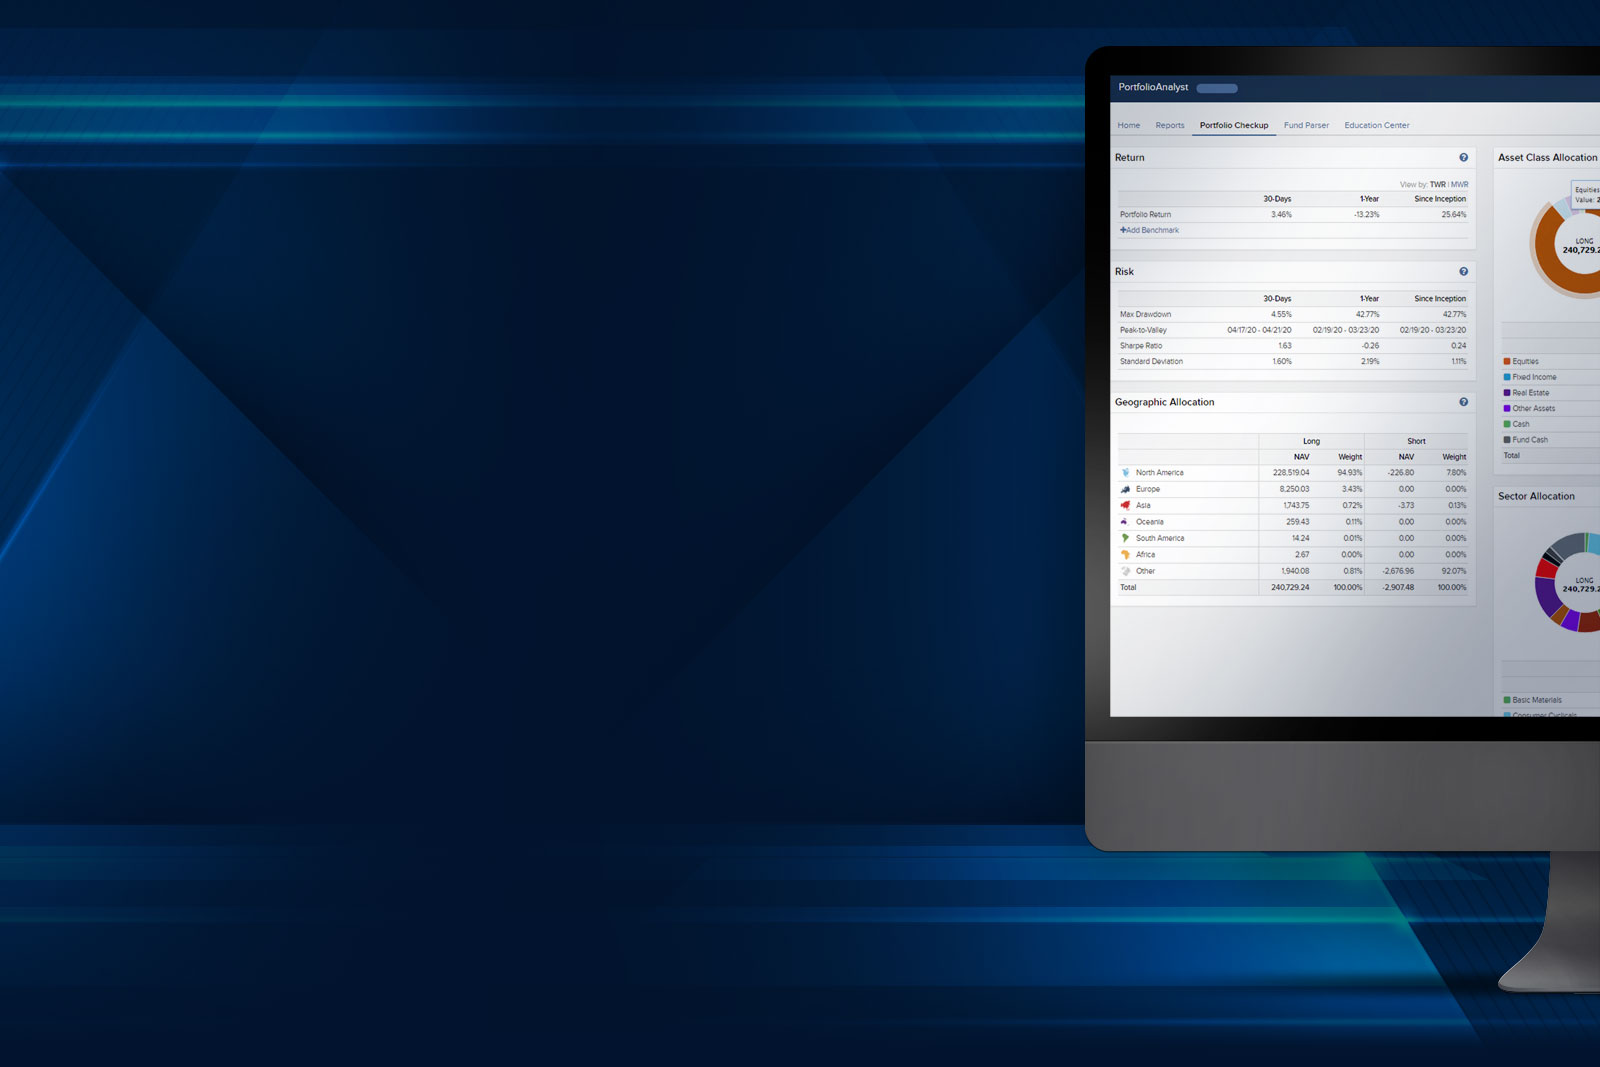 PortfolioAnalyst
Home Reports Portfolio Checkup Fund Parser Education Center
Return
View by: TWR | MWR
30-Days 1-Year Since Inception
Portfolio Return 3.46% -13.23% 25.64%
+Add Benchmark
Risk
30-Days 1-Year Since Inception
Max Drawdown 4.55% 42.77% 42.77%
Peak-to-Valley 04/17/20 - 04/21/20 02/19/20 - 03/23/20 02/19/20 - 03/23/20
Sharpe Ratio 1.63 -0.26 0.24
Standard Deviation 1.60% 2.19% 1.11%
Geographic Allocation
Long Short
NAV Weight NAV Weight
North America 228,519.04 94.93% -226.80 7.80%
Europe 8,250.03 3.43% 0.00 0.00%
Asia 1,743.75 0.72% -3.73 0.13%
Oceania 259.43 0.11% 0.00 0.00%
South America 14.24 0.01% 0.00 0.00%
Africa 2.67 0.00% 0.00 0.00%
Other 1,940.08 0.81% -2,676.96 92.07%
Total 240,729.24 100.00% -2,907.48 100.00%
Asset Class Allocation
Equities
Value: 2
LONG
240,729.2
Equities
Fixed Income
Real Estate
Other Assets
Cash
Fund Cash
Total
Sector Allocation
LONG
240,729.2
Basic Materials
Consumer Cyclicals